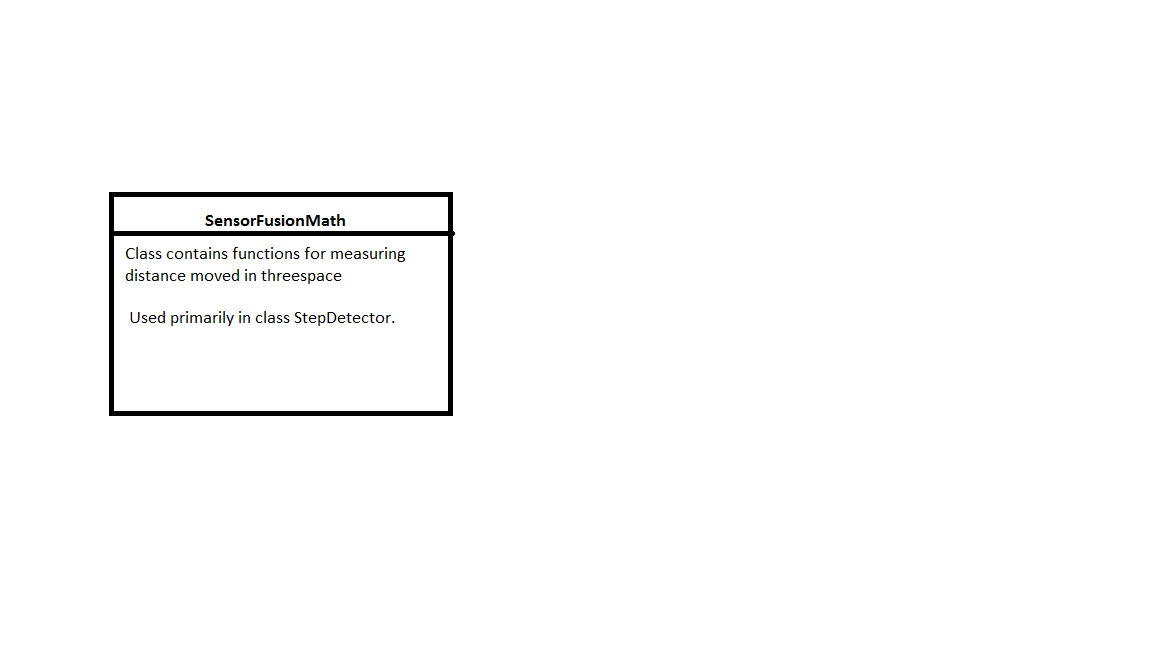 SensorFusionMath
Class contains functions for measuring
distance moved in threespace
Used primarily in class StepDetector.